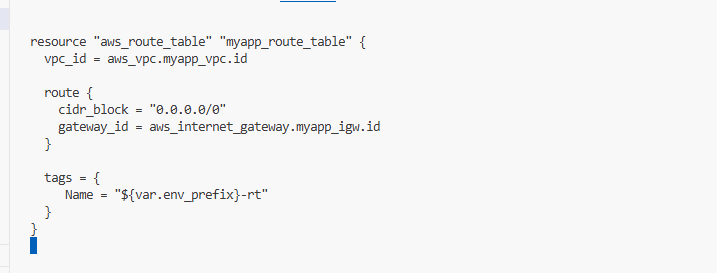 resource "aws_route_table" "myapp_route_table" {
  vpc_id = aws_vpc.myapp_vpc.id

  route {
    cidr_block = "0.0.0.0/0"
    gateway_id = aws_internet_gateway.myapp_igw.id
  }

  tags = {
     Name = "${var.env_prefix}-rt"
  }
}